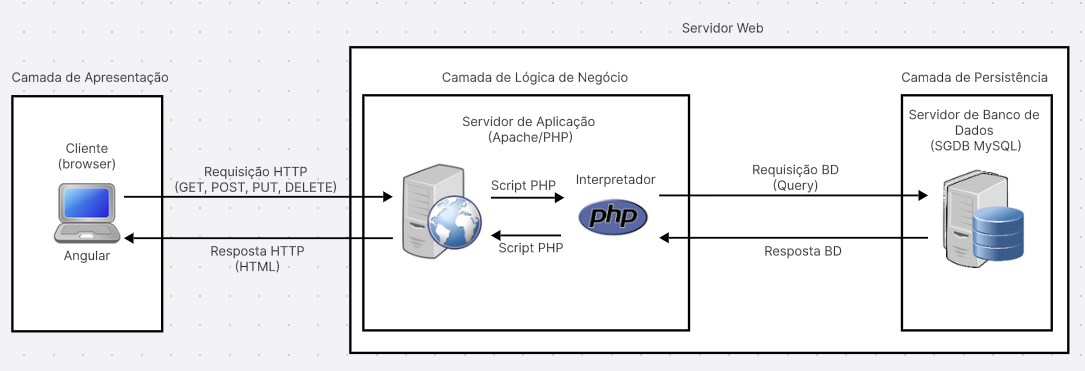 Servidor Web
Camada de Apresentação
Camada de Lógica de Negócio
Camada de Persistência
Cliente
(browser)
Angular
Requisição HTTP
(GET, POST, PUT, DELETE)
Resposta HTTP
(HTML)
Servidor de Aplicação
(Apache/PHP)
Script PHP
Script PHP
Interpretador
php
Requisição BD
(Query)
Resposta BD
Servidor de Banco de
Dados
(SGDB MySQL)